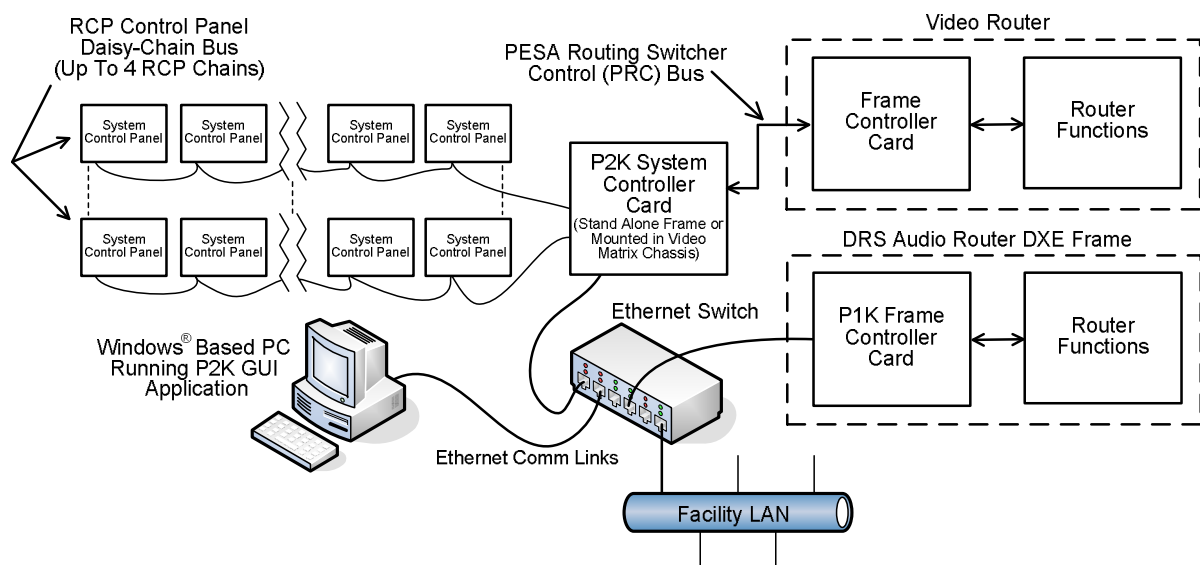 RCP Control Panel
Daisy-Chain Bus
(Up To 4 RCP Chains)
PESA Routing Switcher
Control (PRC) Bus
Video Router
System
Control Panel
System
Control Panel
System
Control Panel
System
Control Panel
Frame
Controller
Card
Router
Functions
P2K System
Controller
Card
(Stand Alone Frame or
Mounted in Video
Matrix Chassis)
System
Control Panel
System
Control Panel
System
Control Panel
System
Control Panel
DRS Audio Router DXE Frame
P1K Frame
Controller
Card
Router
Functions
Ethernet Switch
Windows® Based PC
Running P2K GUI
Application
Ethernet Comm Links
Facility LAN